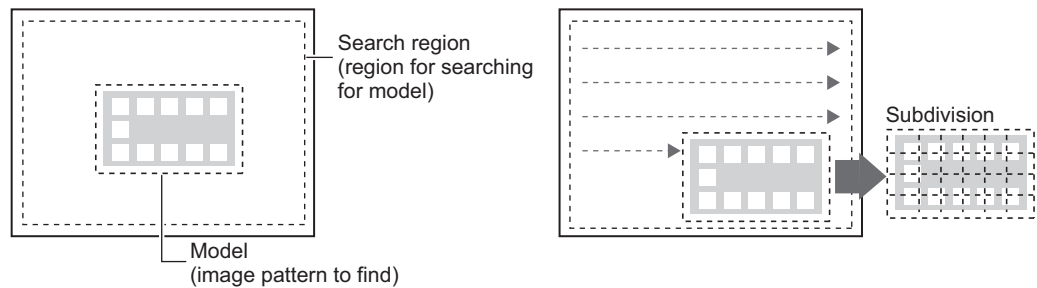 Search region
(region for searching
for model)
Model
(image pattern to find)
Subdivision